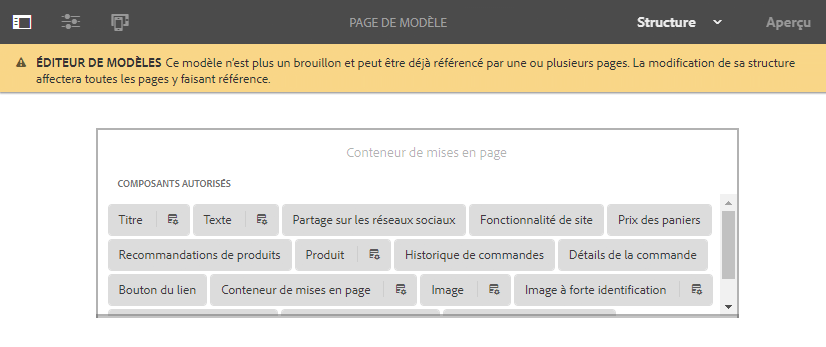 PAGE DE MODÈLE Structure Aperçu
ÉDITEUR DE MODÈLES Ce modèle n'est plus un brouillon et peut être déjà référencé par une ou plusieurs pages. La modification de sa structure
affectera toutes les pages y faisant référence.
Conteneur de mises en page
COMPOSANTS AUTORISÉS
Titre Texte Partage sur les réseaux sociaux Fonctionnalité de site Prix des paniers
Recommandations de produits Produit Historique de commandes Détails de la commande
Bouton du lien Conteneur de mises en page Image Image à forte identification